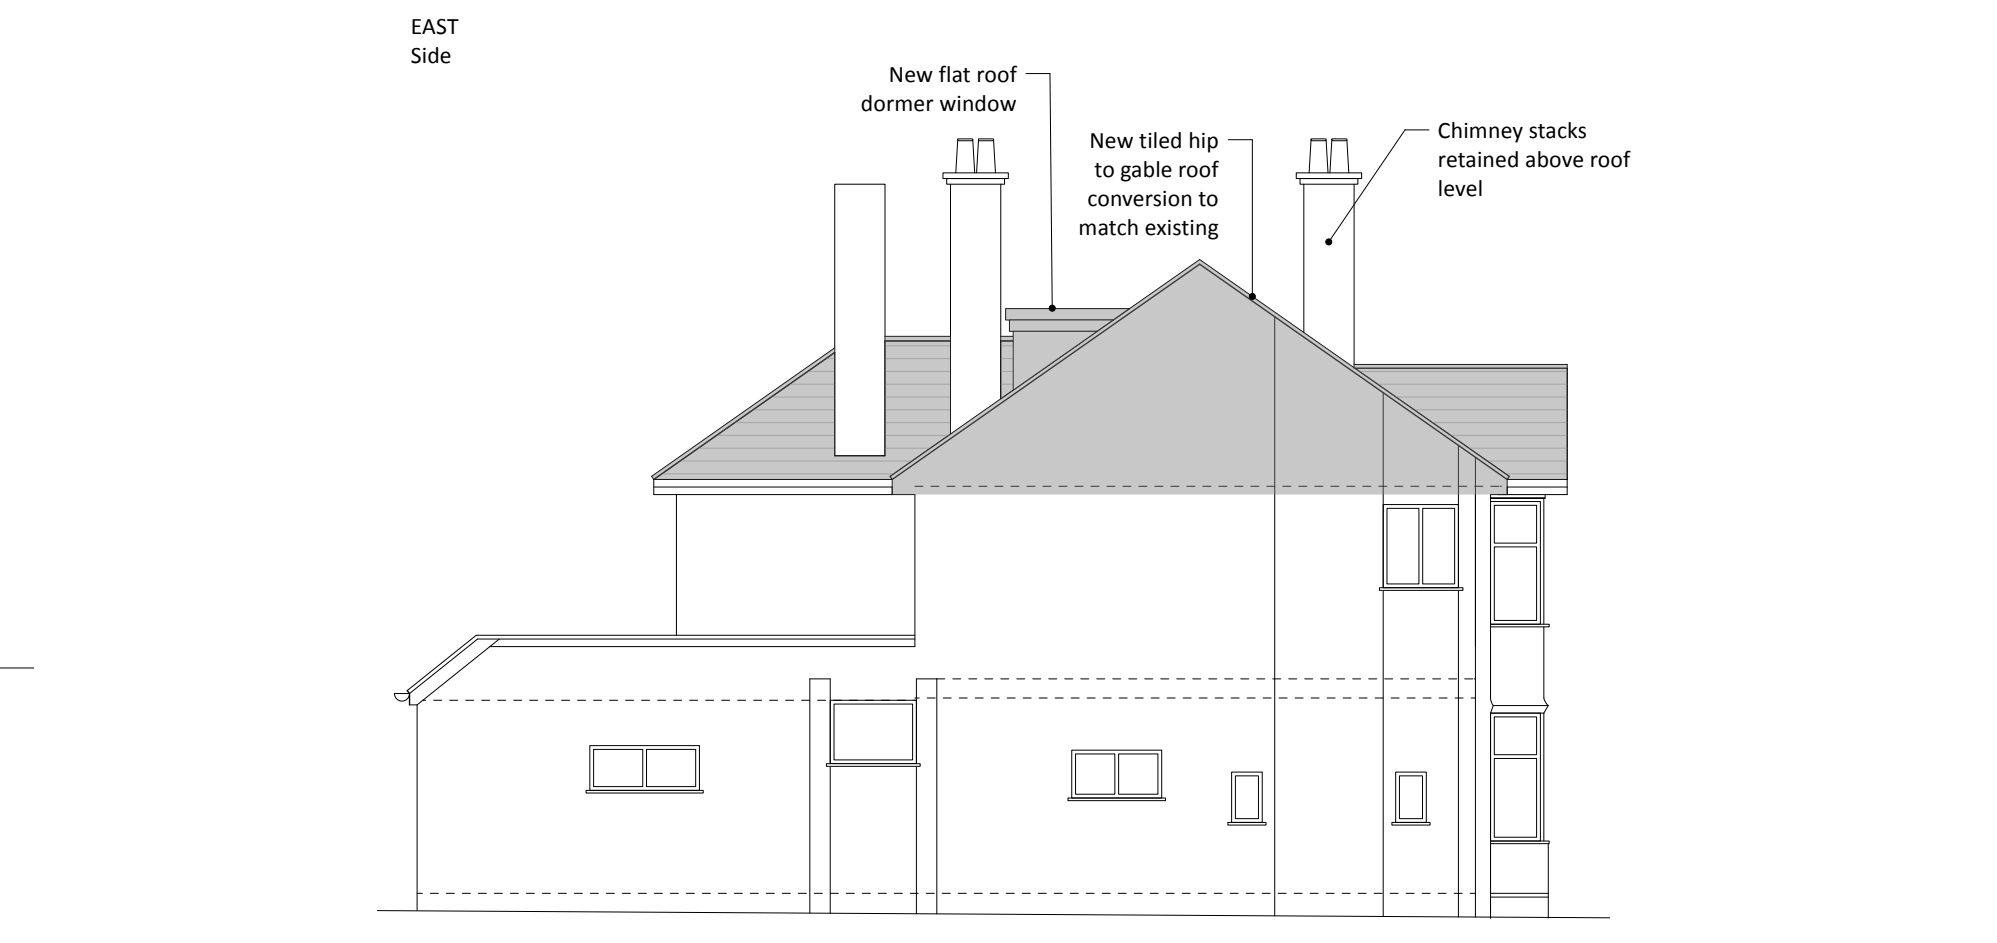 EAST
Side
New flat roof
dormer window
New tiled hip
to gable roof
conversion to
match existing
Chimney stacks
retained above roof
level